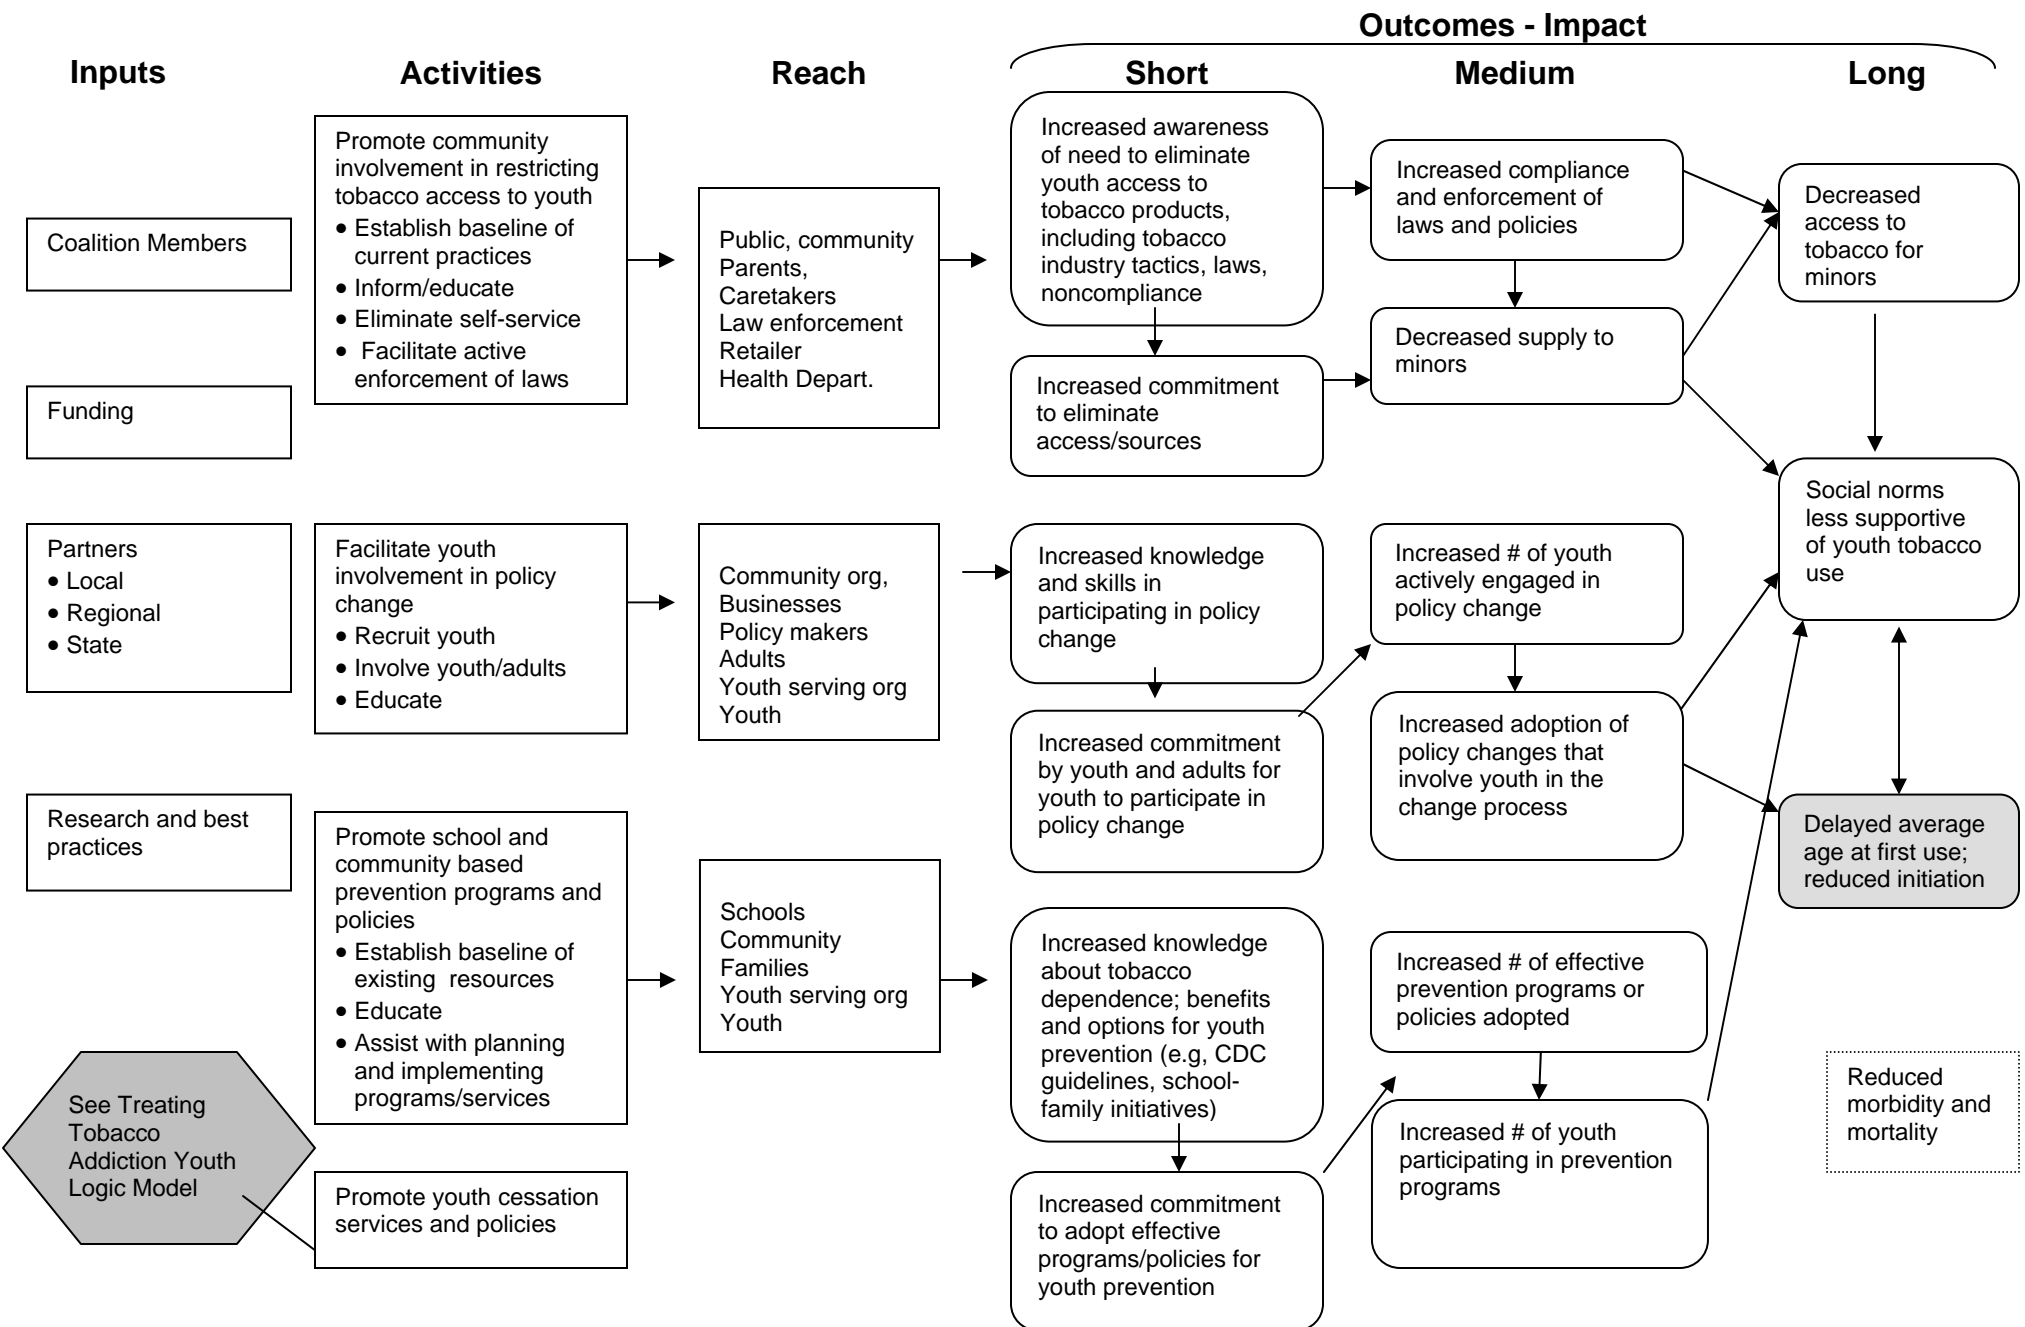 Outcomes - Impact
Inputs
Activities
Reach
Short
Medium
Long
Coalition Members
Funding
Partners
• Local
• Regional
• State
Research and best
practices
See Treating
Tobacco
Addiction Youth
Logic Model
Promote community
involvement in restricting
tobacco access to youth
• Establish baseline of
current practices
• Inform/educate
• Eliminate self-service
• Facilitate active
enforcement of laws
Facilitate youth
involvement in policy
change
• Recruit youth
• Involve youth/adults
• Educate
Promote school and
community based
prevention programs and
policies
• Establish baseline of
existing resources
• Educate
• Assist with planning
and implementing
programs/services
Promote youth cessation
services and policies
Public, community
Parents,
Caretakers
Law enforcement
Retailer
Health Depart.
Community org,
Businesses
Policy makers
Adults
Youth serving org
Youth
Schools
Community
Families
Youth serving org
Youth
Increased awareness
of need to eliminate
youth access to
tobacco products,
including tobacco
industry tactics, laws,
noncompliance
Increased commitment
to eliminate
access/sources
Increased knowledge
and skills in
participating in policy
change
Increased commitment
by youth and adults for
youth to participate in
policy change
Increased knowledge
about tobacco
dependence; benefits
and options for youth
prevention (e.g, CDC
guidelines, school-
family initiatives)
Increased commitment
to adopt effective
programs/policies for
youth prevention
Increased compliance
and enforcement of
laws and policies
Decreased supply to
minors
Increased # of youth
actively engaged in
policy change
Increased adoption of
policy changes that
involve youth in the
change process
Increased # of effective
prevention programs or
policies adopted
Increased # of youth
participating in prevention
programs
Decreased
access to
tobacco for
minors
Social norms
less supportive
of youth tobacco
use
Delayed average
age at first use;
reduced initiation
Reduced
morbidity and
mortality